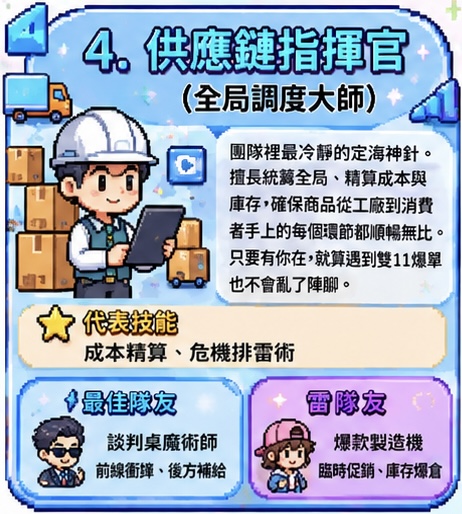 4. 供應鏈指揮官
(全局調度大師)
團隊裡最冷靜的定海神針。
擅長統籌全局、精算成本與
庫存,確保商品從工廠到消費
者手上的每個環節都順暢無比。
只要有你在,就算遇到雙11爆單
也不會亂了陣腳。
代表技能
成本精算、危機排雷術
最佳隊友
談判桌魔術師
前線衝鋒、後方補給
雷隊友
爆款製造機
臨時促銷、庫存爆倉